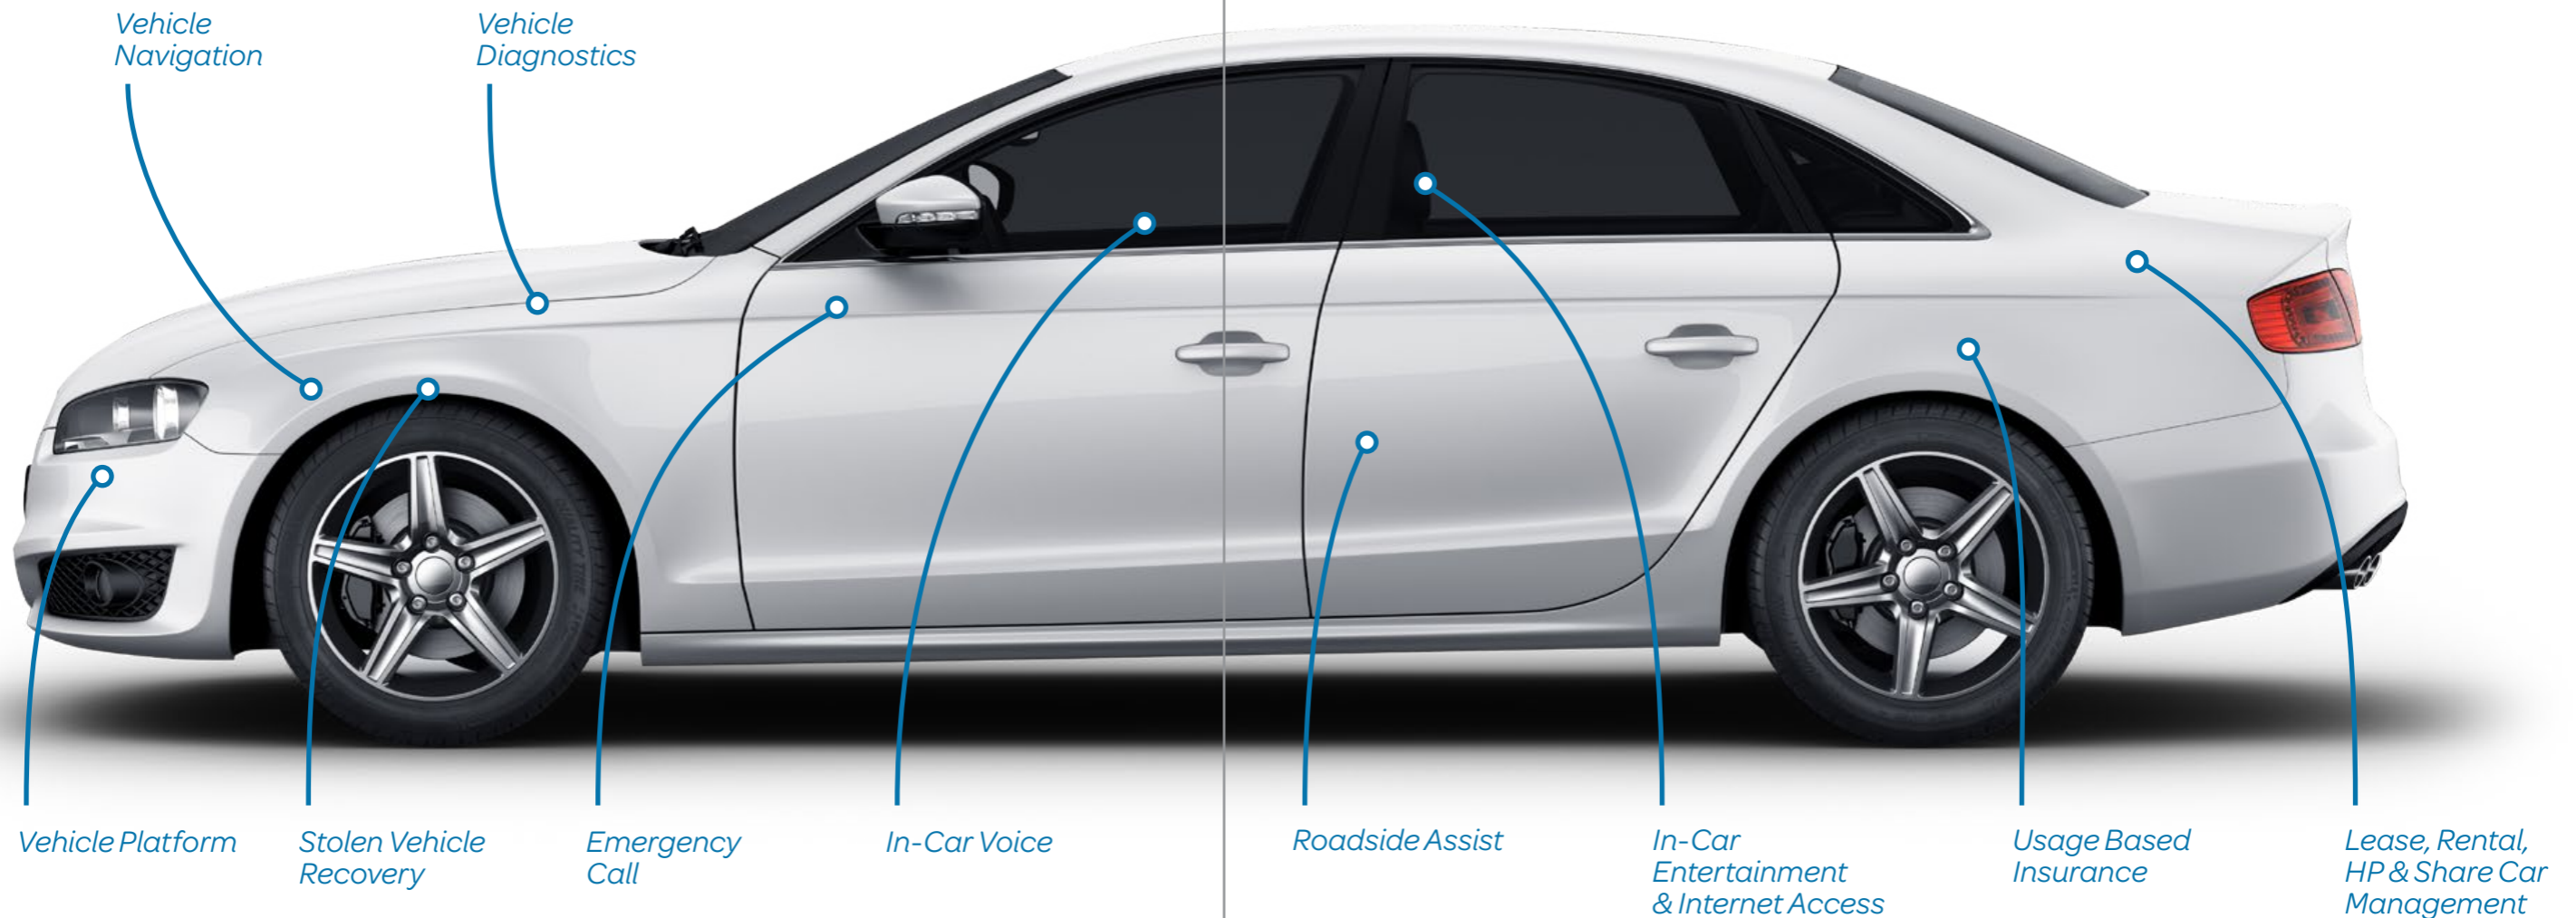 Vehicle
Navigation
Vehicle
Diagnostics
Vehicle Platform
Stolen Vehicle
Recovery
Emergency
Call
In-Car Voice
Roadside Assist
In-Car
Entertainment
& Internet Access
Usage Based
Insurance
Lease, Rental,
HP & Share Car
Management